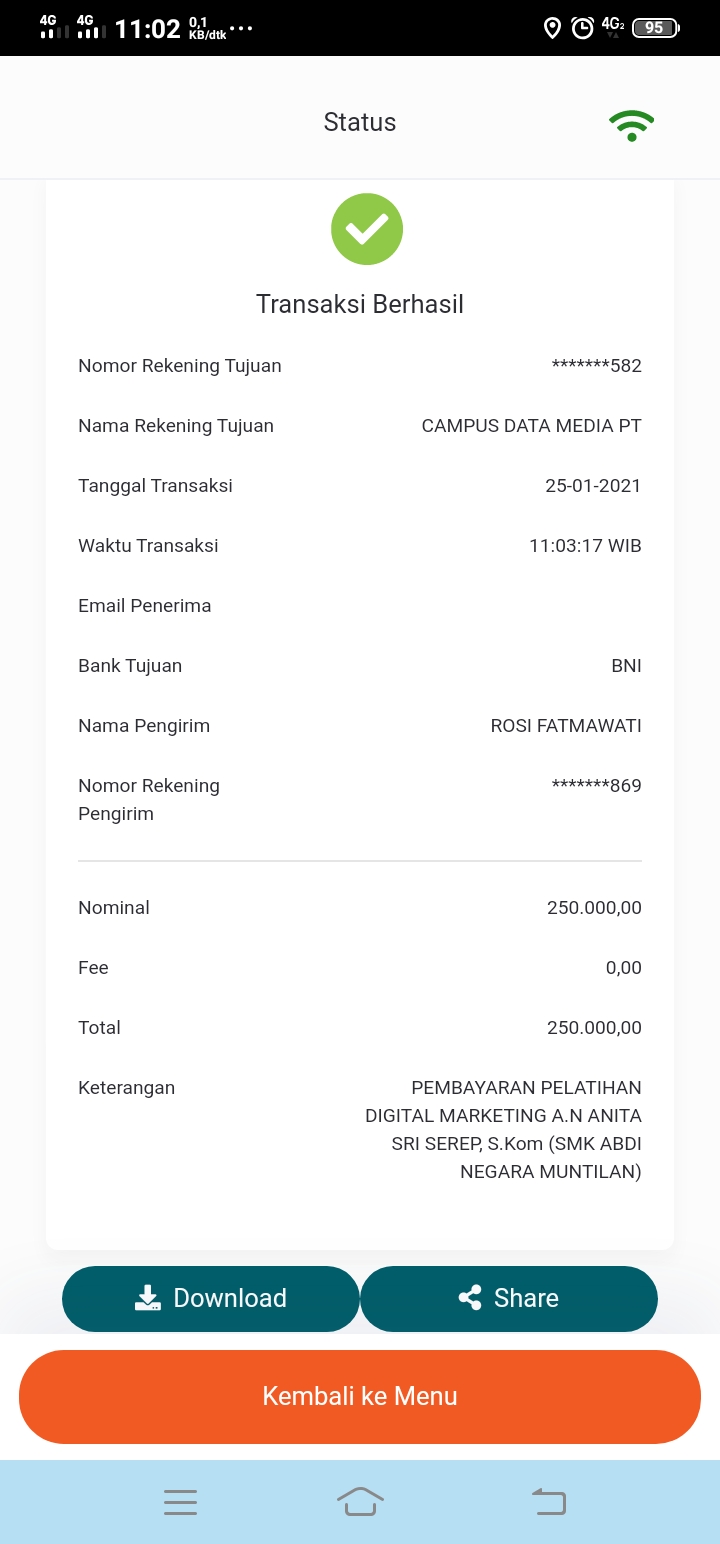 4G 4G 11:02 0,1 KB/dtk ... 4G2 95
Status
Transaksi Berhasil
Nomor Rekening Tujuan *******582
Nama Rekening Tujuan CAMPUS DATA MEDIA PT
Tanggal Transaksi 25-01-2021
Waktu Transaksi 11:03:17 WIB
Email Penerima
Bank Tujuan BNI
Nama Pengirim ROSI FATMAWATI
Nomor Rekening *******869
Pengirim
Nominal 250.000,00
Fee 0,00
Total 250.000,00
Keterangan PEMBAYARAN PELATIHAN
DIGITAL MARKETING A.N ANITA
SRI SEREP, S.Kom (SMK ABDI
NEGARA MUNTILAN)
Download Share
Kembali ke Menu